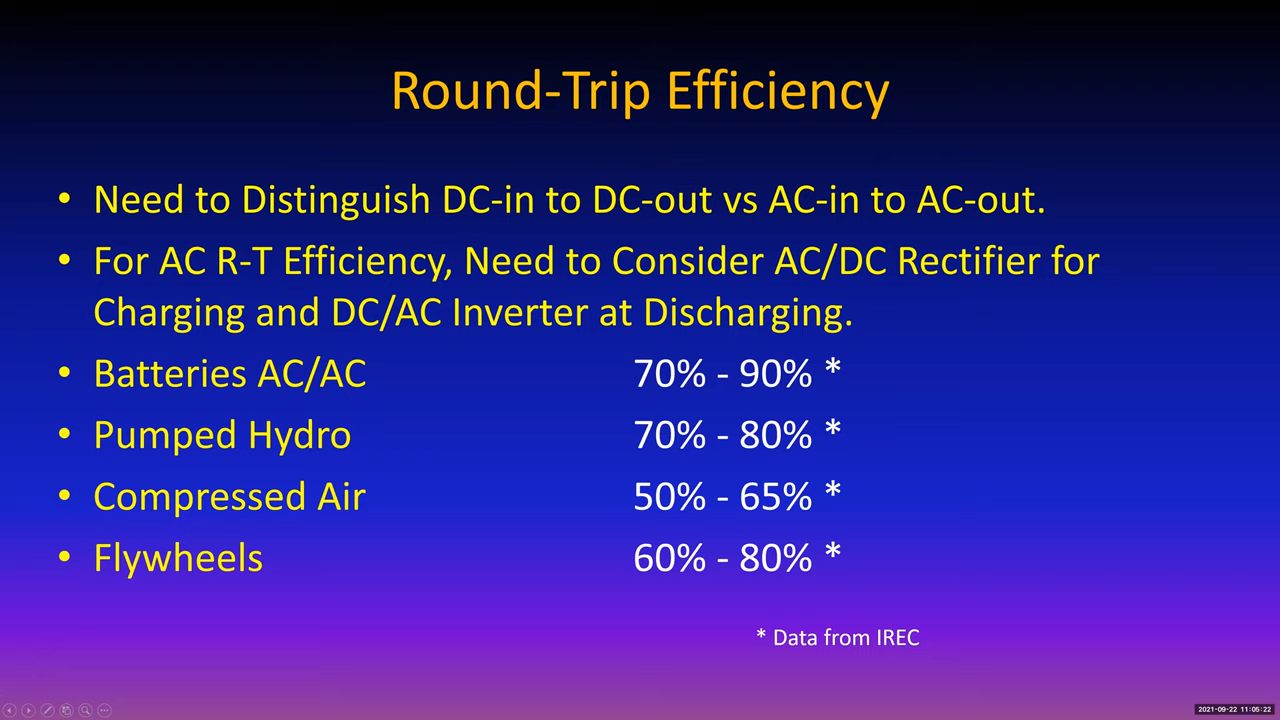 Round-Trip Efficiency
• Need to Distinguish DC-in to DC-out vs AC-in to AC-out.
• For AC R-T Efficiency, Need to Consider AC/DC Rectifier for
Charging and DC/AC Inverter at Discharging.
• Batteries AC/AC 70% - 90% *
• Pumped Hydro 70% - 80% *
• Compressed Air 50% - 65% *
• Flywheels 60% - 80% *
* Data from IREC
2021-09-22 11:05:22